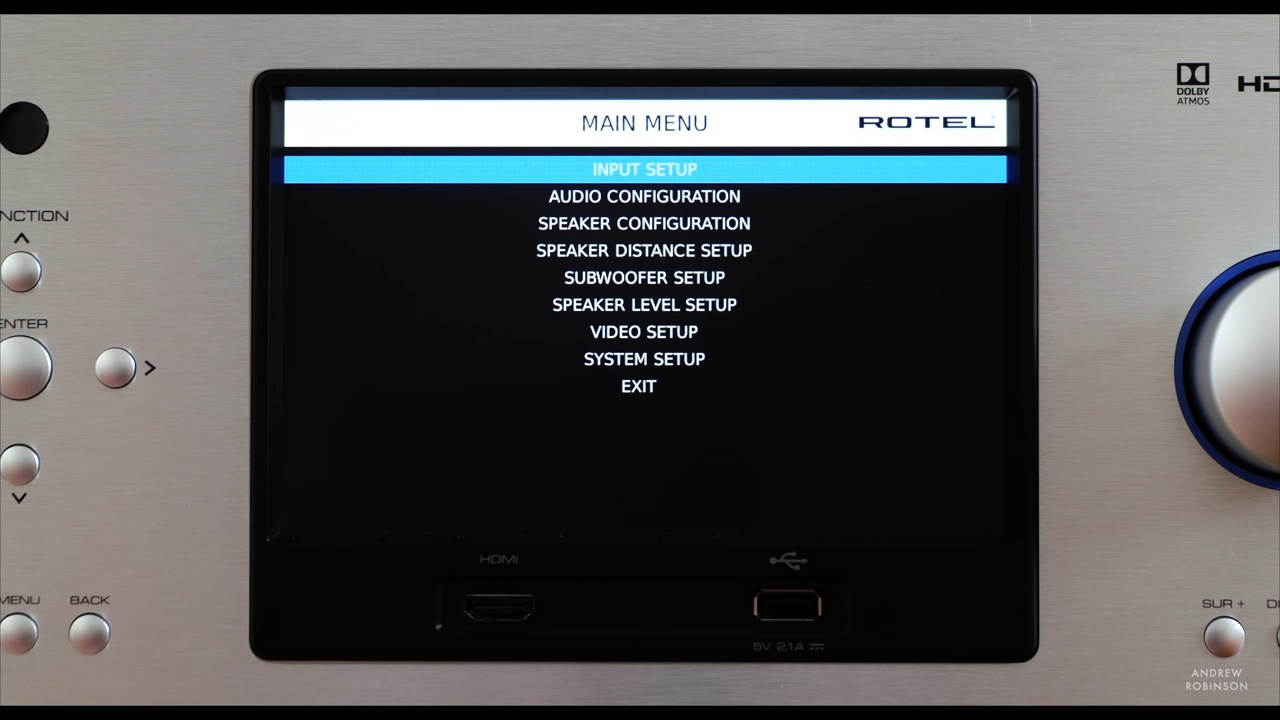 DOLBY
ATMOS
MAIN MENU
ROTEL
INPUT SETUP
AUDIO CONFIGURATION
SPEAKER CONFIGURATION
SPEAKER DISTANCE SETUP
SUBWOOFER SETUP
SPEAKER LEVEL SETUP
VIDEO SETUP
SYSTEM SETUP
EXIT
NCTION
ENTER
HDMI
5V 2.1A
MENU
BACK
SUR +
ANDREW
ROBINSON